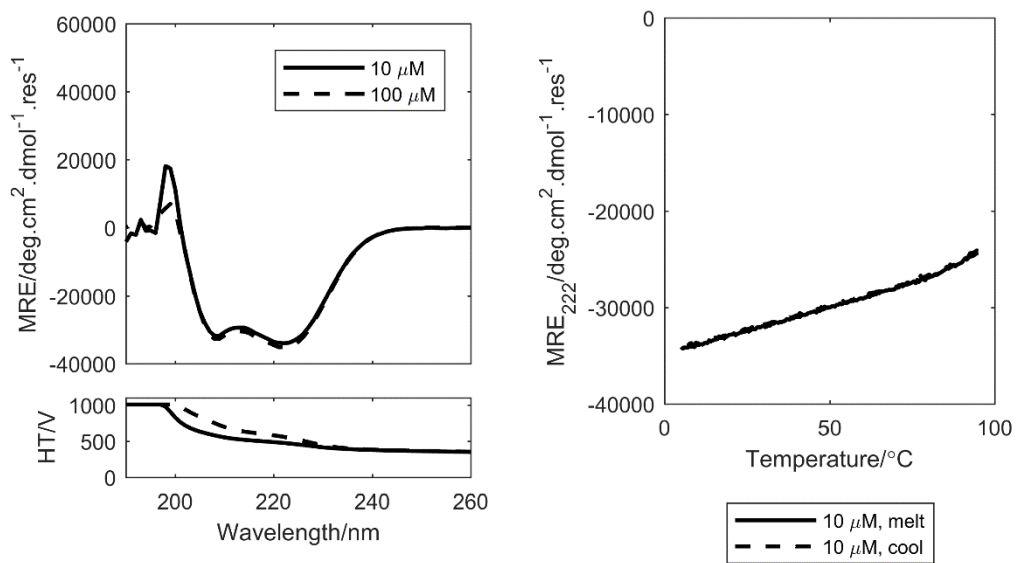 60000
40000
20000
0
-20000
-40000
MRE/deg.cm².dmol⁻¹.res⁻¹
10 μM
100 μM
1000
500
0
HT/V
200 220 240 260
Wavelength/nm
0
-10000
-20000
-30000
-40000
MRE₂₂₂/deg.cm².dmol⁻¹.res⁻¹
0 50 100
Temperature/°C
10 μM, melt
10 μM, cool